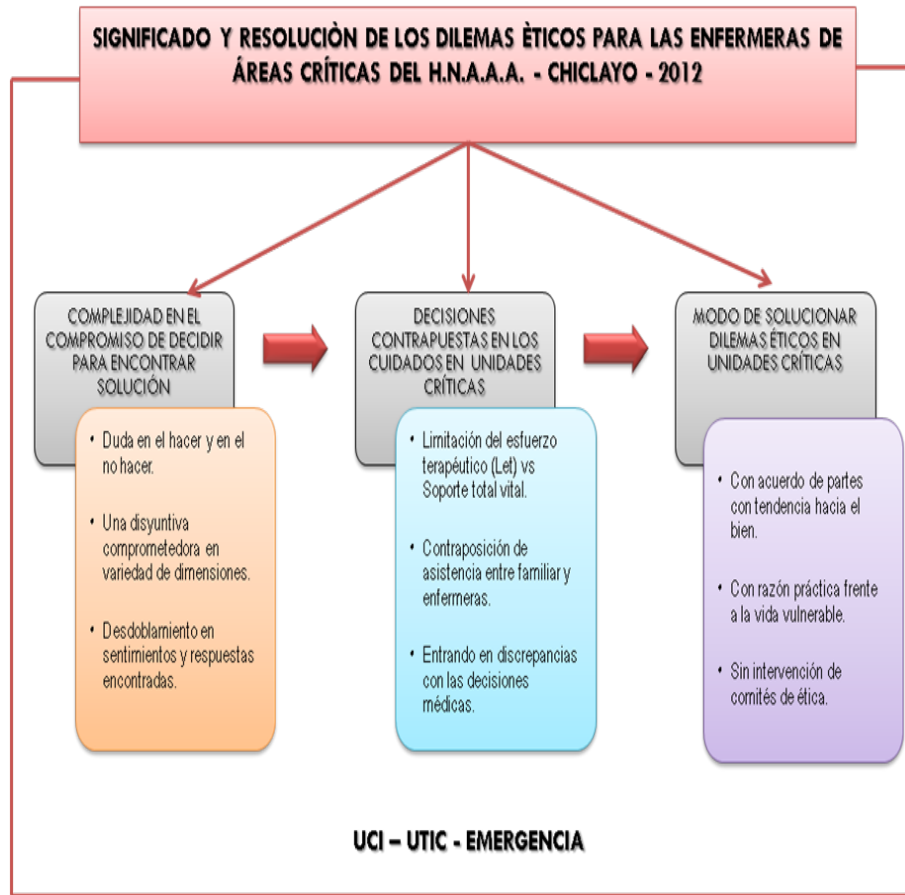 SIGNIFICADO Y RESOLUCIÒN DE LOS DILEMAS ÈTICOS PARA LAS ENFERMERAS DE
ÁREAS CRÍTICAS DEL H.N.A.A.A. - CHICLAYO - 2012
COMPLEJIDAD EN EL
COMPROMISO DE DECIDIR
PARA ENCONTRAR
SOLUCIÓN
• Duda en el hacer y en el
no hacer.
• Una disyuntiva
comprometedora en
variedad de dimensiones.
• Desdoblamiento en
sentimientos y respuestas
encontradas.
DECISIONES
CONTRAPUESTAS EN LOS
CUIDADOS EN UNIDADES
CRÍTICAS
• Limitación del esfuerzo
terapéutico (Let) vs
Soporte total vital.
• Contraposición de
asistencia entre familiar y
enfermeras.
• Entrando en discrepancias
con las decisiones
médicas.
MODO DE SOLUCIONAR
DILEMAS ÉTICOS EN
UNIDADES CRÍTICAS
• Con acuerdo de partes
con tendencia hacia el
bien.
• Con razón práctica frente
a la vida vulnerable.
• Sin intervención de
comités de ética.
UCI – UTIC - EMERGENCIA